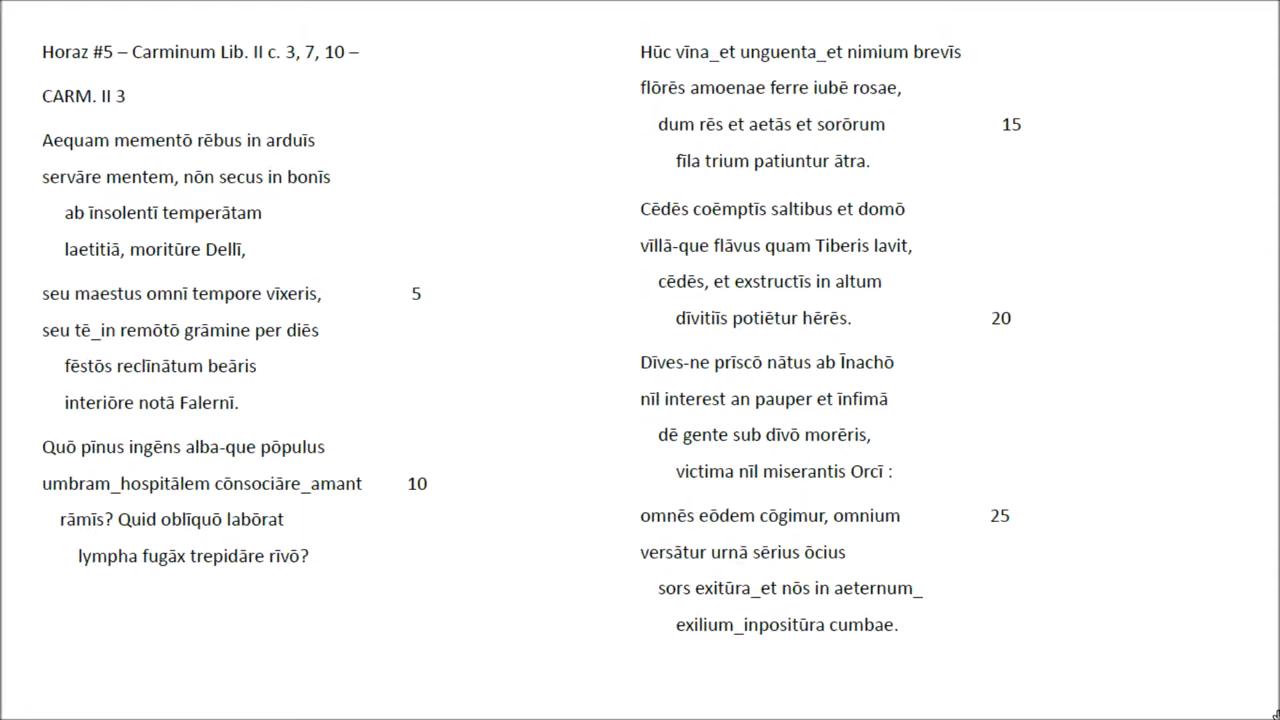 Horaz #5 – Carminum Lib. II c. 3, 7, 10 –
CARM. II 3
Aequam mementō rēbus in arduīs
servāre mentem, nōn secus in bonīs
ab īnsolentī temperātam
laetitiā, moritūre Dellī,
seu maestus omnī tempore vīxeris, 5
seu tē_in remōtō grāmine per diēs
fēstōs reclīnātum beāris
interiōre notā Falernī.
Quō pīnus ingēns alba-que pōpulus
umbram_hospitālem cōnsociāre_amant 10
rāmīs? Quid oblīquō labōrat
lympha fugāx trepidāre rīvō?
Hūc vīna_et unguenta_et nimium brevīs
flōrēs amoenae ferre iubē rosae,
dum rēs et aetās et sorōrum 15
fīla trium patiuntur ātra.
Cēdēs coēmptīs saltibus et domō
vīllā-que flāvus quam Tiberis lavit,
cēdēs, et exstructīs in altum
dīvitiīs potiētur hērēs. 20
Dīves-ne prīscō nātus ab Īnachō
nīl interest an pauper et īnfimā
dē gente sub dīvō morēris,
victima nīl miserantis Orcī :
omnēs eōdem cōgimur, omnium 25
versātur urnā sērius ōcius
sors exitūra_et nōs in aeternum_
exilium_inpositūra cumbae.